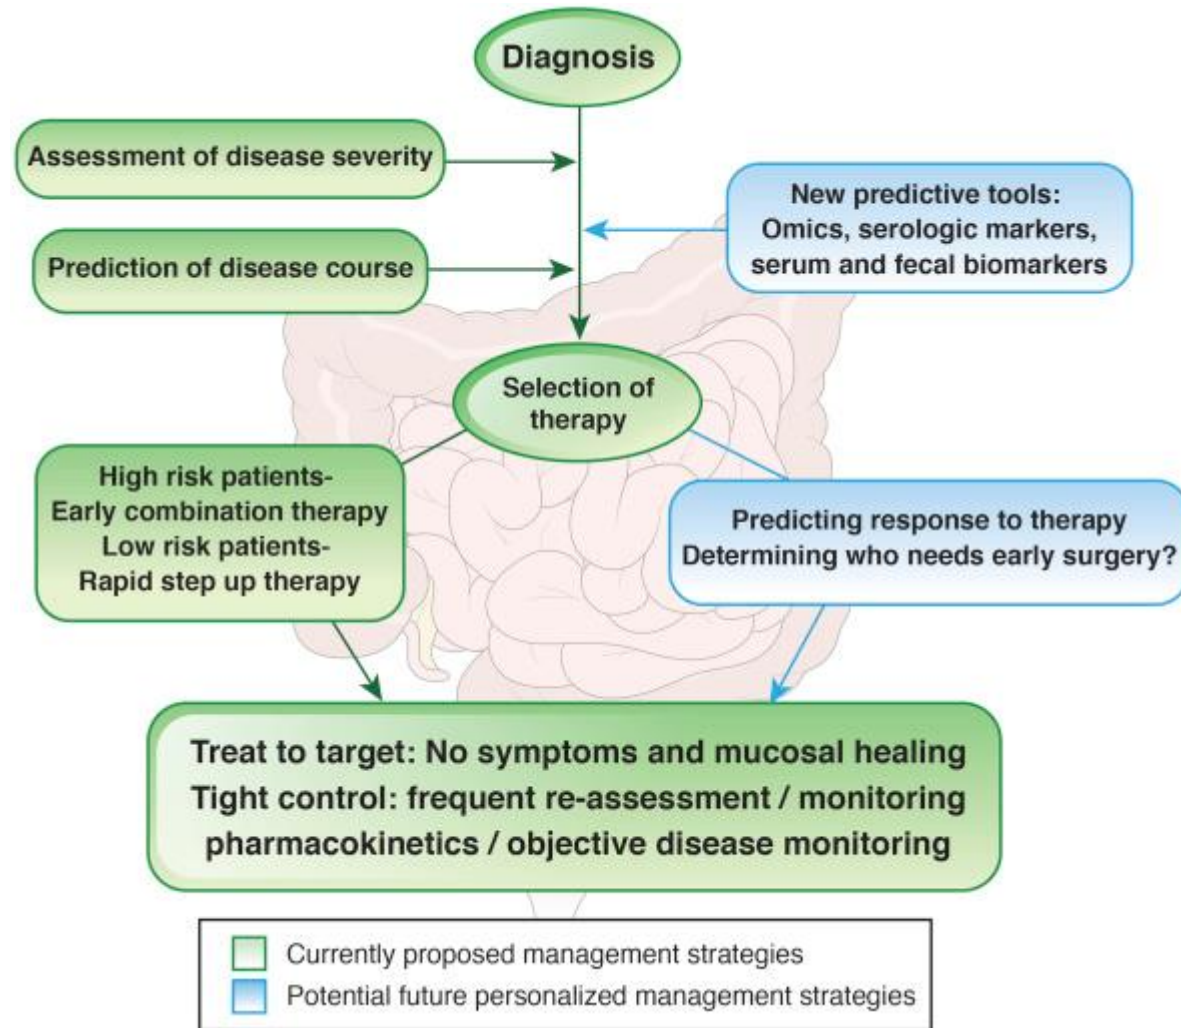 Diagnosis
Assessment of disease severity
New predictive tools:
Omics, serologic markers,
serum and fecal biomarkers
Prediction of disease course
Selection of
therapy
High risk patients-
Early combination therapy
Low risk patients-
Rapid step up therapy
Predicting response to therapy
Determining who needs early surgery?
Treat to target: No symptoms and mucosal healing
Tight control: frequent re-assessment / monitoring
pharmacokinetics / objective disease monitoring
Currently proposed management strategies
Potential future personalized management strategies